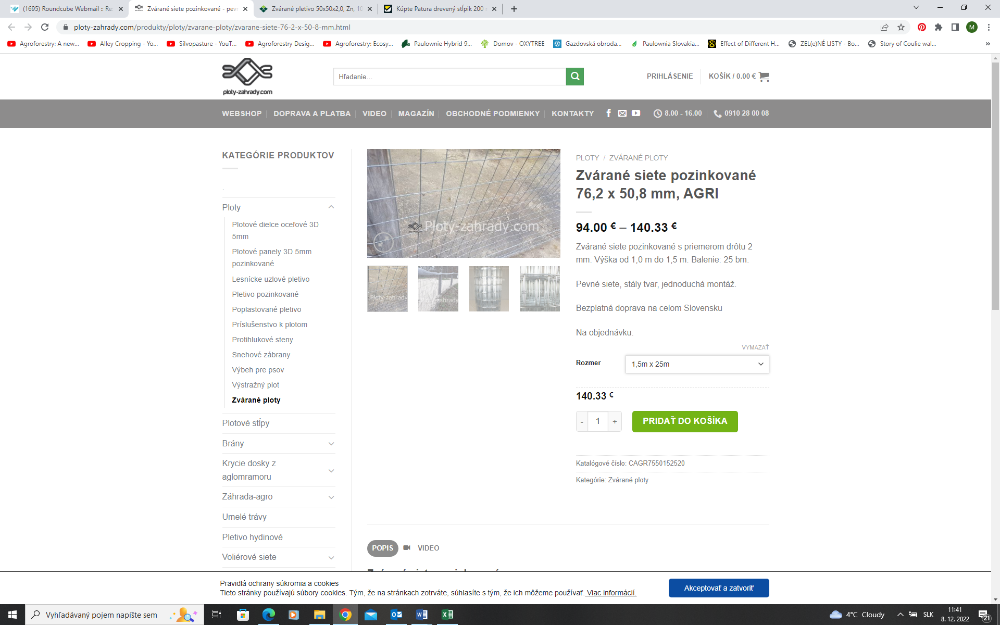 (1695) Roundcube Webmail :: Re:
Zvárané siete pozinkované - pev
Zvárané pletivo 50x50x2,0, Zn, 10
Kúpte Patura drevený stĺpik 200
ploty-zahrady.com/produkty/ploty/zvarane-ploty/zvarane-siete-76-2-x-50-8-mm.html
M
Agroforestry: A new...
Alley Cropping - Yo...
Silvopasture - YouT...
Agroforestry Desig...
Agroforestry: Ecosy...
Paulownie Hybrid 9...
Domov - OXYTREE
Gazdovská obroda...
Paulownia Slovakia...
Effect of Different H...
ZEL(e)NÉ LISTY - Bo...
Story of Coulie wal...
»
ploty-zahrady.com
Hľadanie…
PRIHLÁSENIE
KOŠÍK / 0.00 €
WEBSHOP
DOPRAVA A PLATBA
VIDEO
MAGAZÍN
OBCHODNÉ PODMIENKY
KONTAKTY
8.00 - 16.00
0910 28 00 08
KATEGÓRIE PRODUKTOV
.
Ploty
Plotové dielce oceľové 3D
5mm
Plotové panely 3D 5mm
pozinkované
Lesnícke uzlové pletivo
Pletivo pozinkované
Poplastované pletivo
Príslušenstvo k plotom
Protihlukové steny
Snehové zábrany
Výbeh pre psov
Výstražný plot
Zvárané ploty
Plotové stĺpy
Brány
Krycie dosky z
aglomramoru
Záhrada-agro
Umelé trávy
Pletivo hydinové
Voliérové siete
Ploty-zahrady.com
Ploty-zahrady
Ploty-zahrady
PLOTY / ZVÁRANÉ PLOTY
Zvárané siete pozinkované
76,2 x 50,8 mm, AGRI
94.00 € – 140.33 €
Zvárané siete pozinkované s priemerom drôtu 2
mm. Výška od 1,0 m do 1,5 m. Balenie: 25 bm.
Pevné siete, stály tvar, jednoduchá montáž.
Bezplatná doprava na celom Slovensku
Na objednávku.
VYMAZAŤ
Rozmer
1,5m x 25m
140.33 €
- 1 +
PRIDAŤ DO KOŠÍKA
Katalógové číslo: CAGR7550152520
Kategórie: Zvárané ploty
POPIS
VIDEO
Pravidlá ochrany súkromia a cookies
Tieto stránky používajú súbory cookies. Tým, že na stránkach zotrváte, súhlasíte s tým, že ich môžeme používať. Viac informácií.
Akceptovať a zatvoriť
Vyhľadávaný pojem napíšte sem
4°C Cloudy
SLK
11:41
8. 12. 2022
21